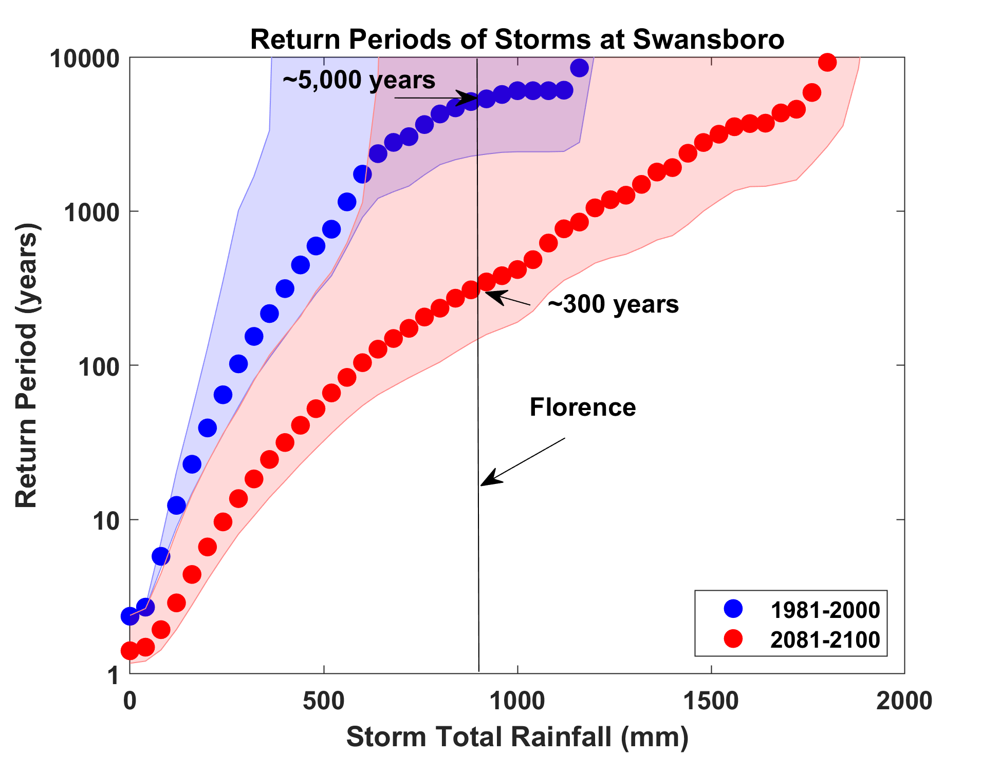 Return Periods of Storms at Swansboro
10000
1000
100
10
1
Return Period (years)
~5,000 years
~300 years
Florence
1981-2000
2081-2100
0 500 1000 1500 2000
Storm Total Rainfall (mm)